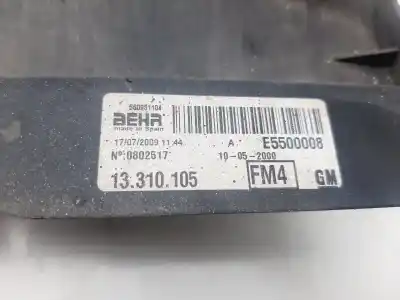 560001104
BEHR
made in Spain
17/07/2009 11:44 A E5500008
Nº:0802517 10-05-2000
13.310.105 FM4 GM